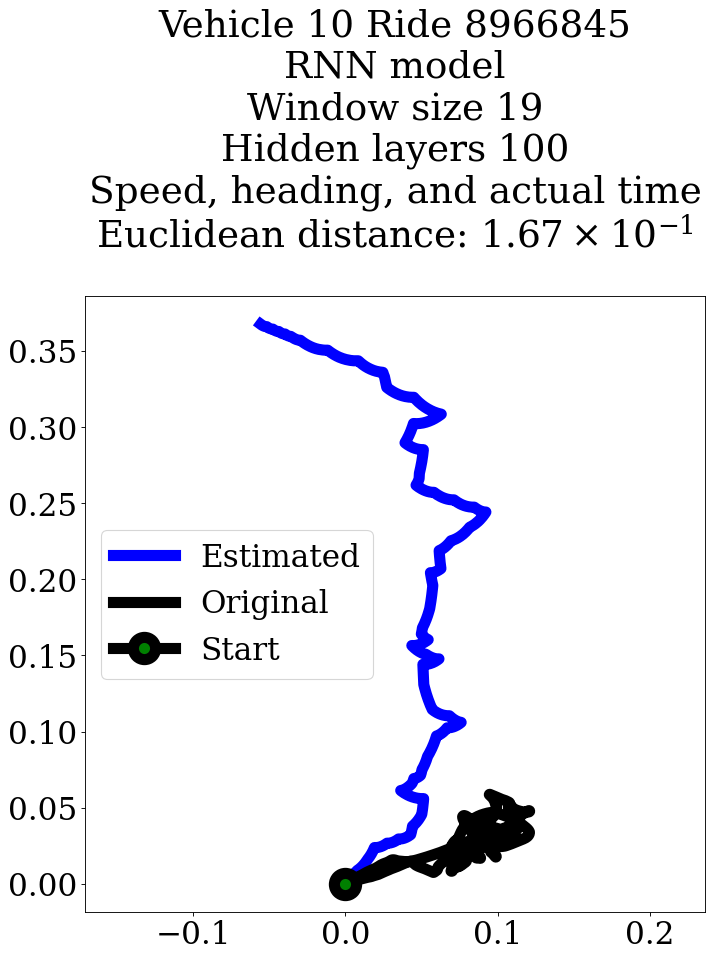 Vehicle 10 Ride 8966845
RNN model
Window size 19
Hidden layers 100
Speed, heading, and actual time
Euclidean distance: 1.67 × 10⁻¹
0.35
0.30
0.25
0.20
0.15
0.10
0.05
0.00
Estimated
Original
Start
−0.1
0.0
0.1
0.2